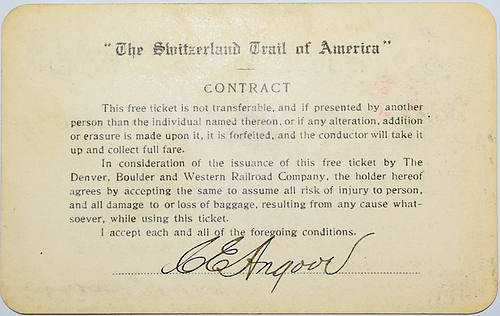 "The Switzerland Trail of America"
CONTRACT
This free ticket is not transferable, and if presented by another
person than the individual named thereon, or if any alteration, addition
or erasure is made upon it, it is forfeited, and the conductor will take it
up and collect full fare.
In consideration of the issuance of this free ticket by The
Denver, Boulder and Western Railroad Company, the holder hereof
agrees by accepting the same to assume all risk of injury to person,
and all damage to or loss of baggage, resulting from any cause what-
soever, while using this ticket.
I accept each and all of the foregoing conditions.